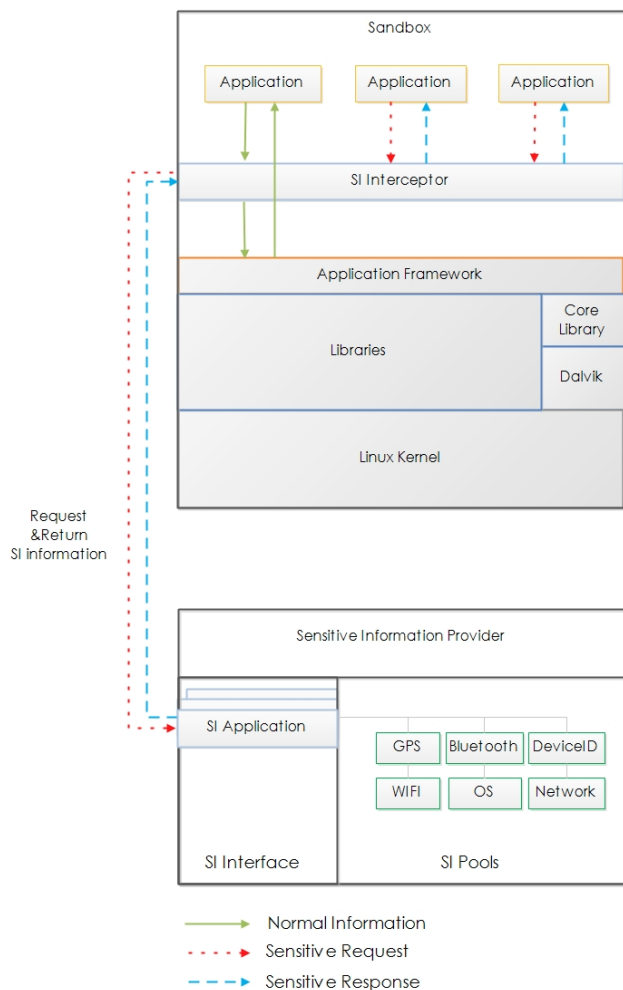 Sandbox
Application
Application
Application
SI Interceptor
Application Framework
Libraries
Core
Library
Dalvik
Linux Kernel
Request
&Return
SI information
Sensitive Information Provider
SI Application
GPS
Bluetooth
DeviceID
WIFI
OS
Network
SI Interface
SI Pools
Normal Information
Sensitive Request
Sensitive Response